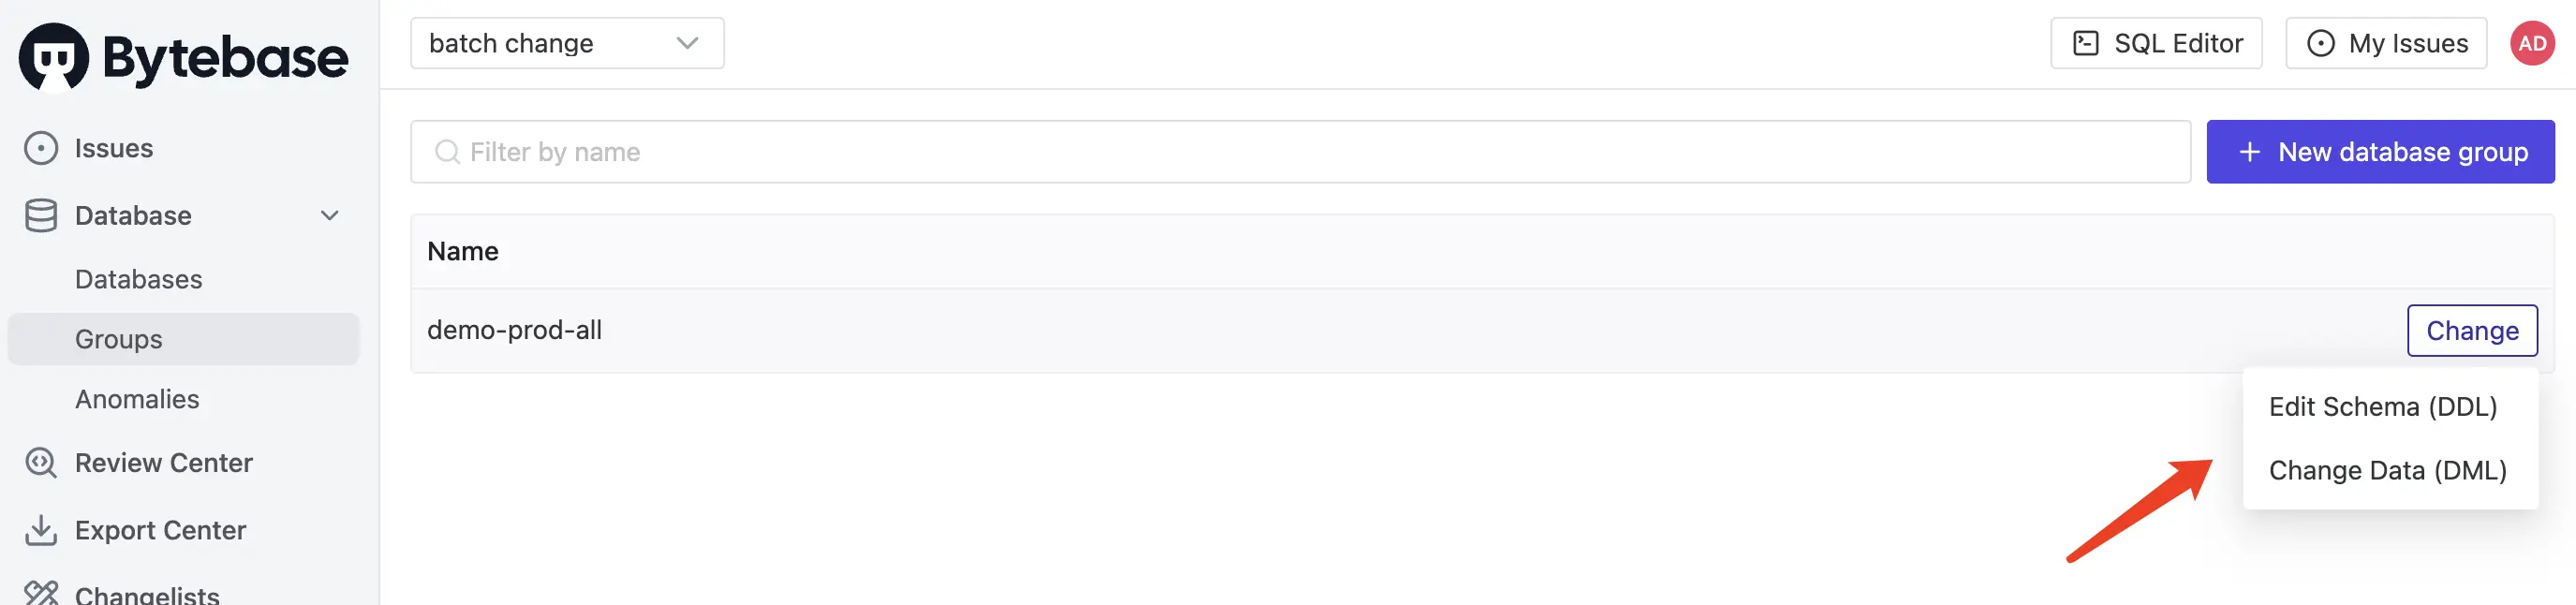 Bytebase
batch change
SQL Editor
My Issues
AD
Issues
Database
Databases
Groups
Anomalies
Review Center
Export Center
Changelists
Filter by name
+ New database group
Name
demo-prod-all
Change
Edit Schema (DDL)
Change Data (DML)